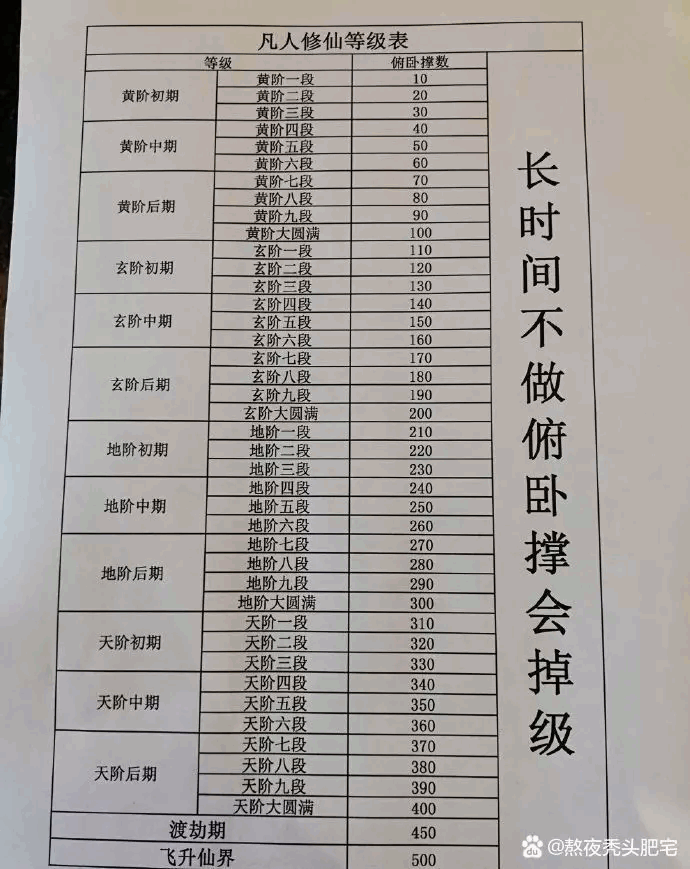 凡人修仙等级表
等级 俯卧撑数
黄阶初期 黄阶一段 10
黄阶二段 20
黄阶三段 30
黄阶中期 黄阶四段 40
黄阶五段 50
黄阶六段 60
黄阶后期 黄阶七段 70
黄阶八段 80
黄阶九段 90
黄阶大圆满 100
玄阶初期 玄阶一段 110
玄阶二段 120
玄阶三段 130
玄阶中期 玄阶四段 140
玄阶五段 150
玄阶六段 160
玄阶后期 玄阶七段 170
玄阶八段 180
玄阶九段 190
玄阶大圆满 200
地阶初期 地阶一段 210
地阶二段 220
地阶三段 230
地阶中期 地阶四段 240
地阶五段 250
地阶六段 260
地阶后期 地阶七段 270
地阶八段 280
地阶九段 290
地阶大圆满 300
天阶初期 天阶一段 310
天阶二段 320
天阶三段 330
天阶中期 天阶四段 340
天阶五段 350
天阶六段 360
天阶后期 天阶七段 370
天阶八段 380
天阶九段 390
天阶大圆满 400
渡劫期 450
飞升仙界 500
长时间不做俯卧撑会掉级
du @熬夜秃头肥宅